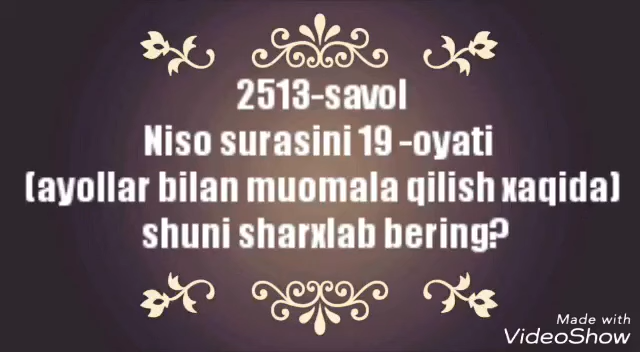 2513-savol
Niso surasini 19 -oyati
(ayollar bilan muomala qilish xaqida)
shuni sharxlab bering?
Made with
VideoShow